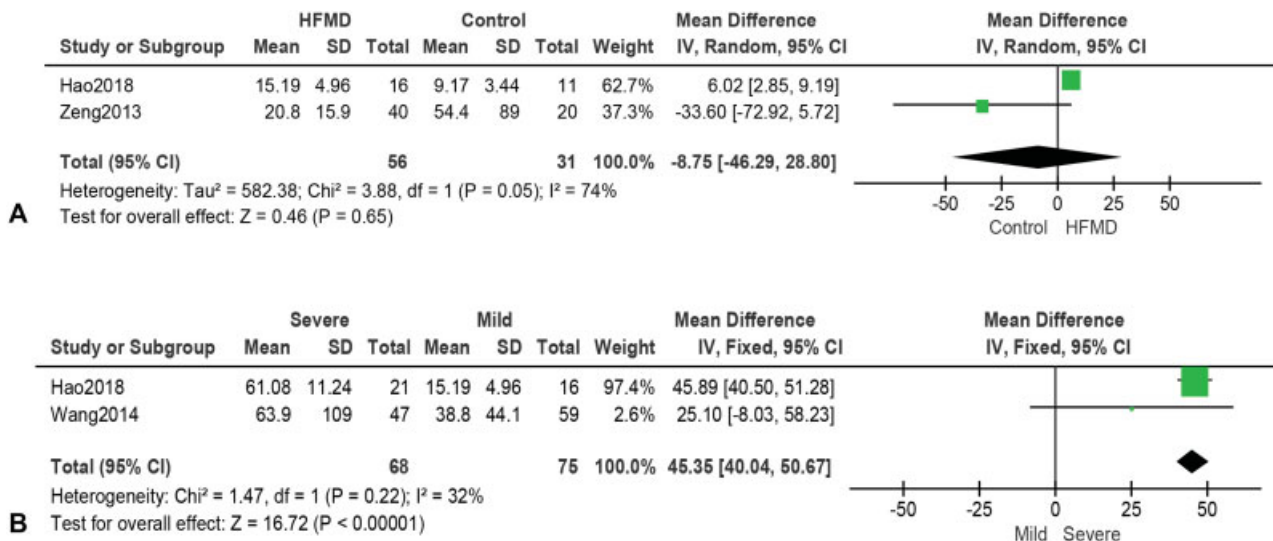 HFMD Control Mean Difference Mean Difference
Study or Subgroup Mean SD Total Mean SD Total Weight IV, Random, 95% CI IV, Random, 95% CI
Hao2018 15.19 4.96 16 9.17 3.44 11 62.7% 6.02 [2.85, 9.19]
Zeng2013 20.8 15.9 40 54.4 89 20 37.3% -33.60 [-72.92, 5.72]
Total (95% CI) 56 31 100.0% -8.75 [-46.29, 28.80]
Heterogeneity: Tau² = 582.38; Chi² = 3.88, df = 1 (P = 0.05); I² = 74%
Test for overall effect: Z = 0.46 (P = 0.65)
-50 -25 0 25 50
Control HFMD
A
Severe Mild Mean Difference Mean Difference
Study or Subgroup Mean SD Total Mean SD Total Weight IV, Fixed, 95% CI IV, Fixed, 95% CI
Hao2018 61.08 11.24 21 15.19 4.96 16 97.4% 45.89 [40.50, 51.28]
Wang2014 63.9 109 47 38.8 44.1 59 2.6% 25.10 [-8.03, 58.23]
Total (95% CI) 68 75 100.0% 45.35 [40.04, 50.67]
Heterogeneity: Chi² = 1.47, df = 1 (P = 0.22); I² = 32%
Test for overall effect: Z = 16.72 (P < 0.00001)
-50 -25 0 25 50
Mild Severe
B